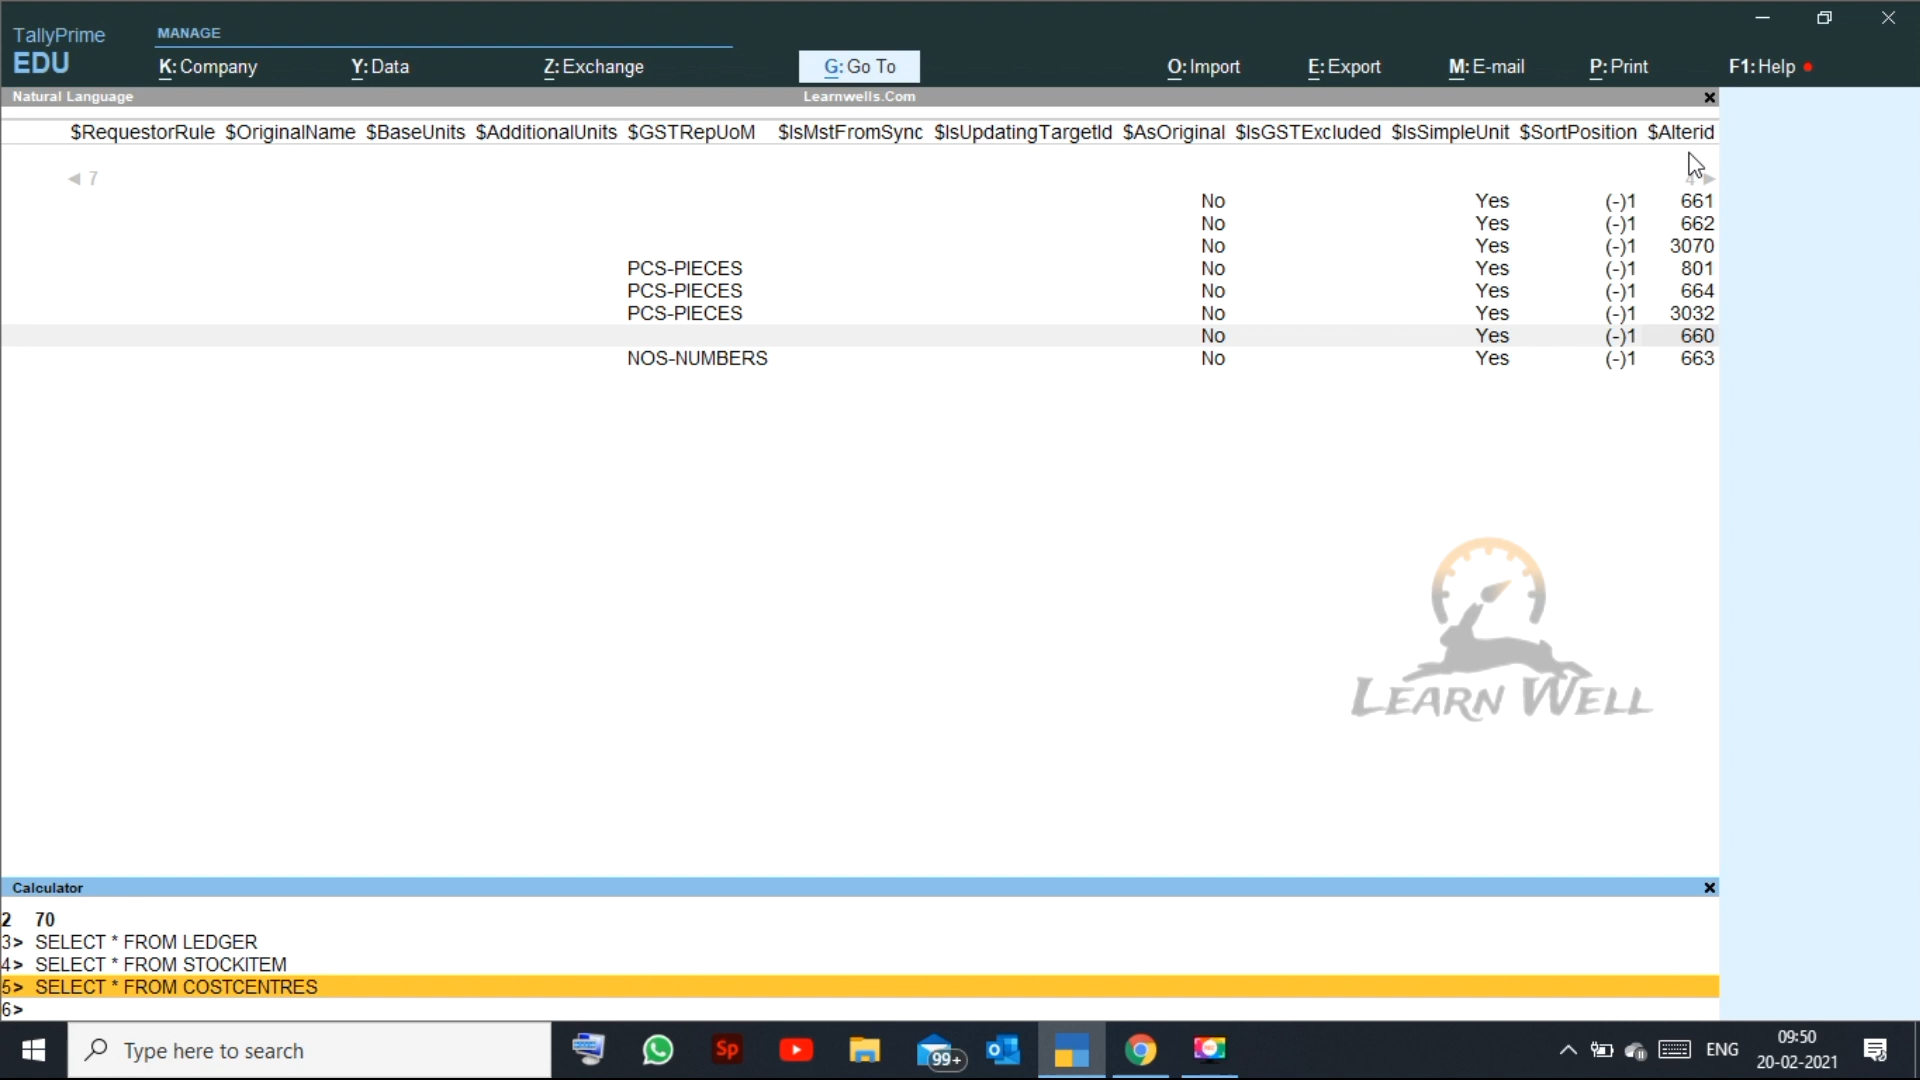 TallyPrime
EDU
MANAGE
K: Company Y: Data Z: Exchange G: Go To O: Import E: Export M: E-mail P: Print F1: Help
Natural Language Learnwells.Com
$RequestorRule $OriginalName $BaseUnits $AdditionalUnits $GSTRepUoM $IsMstFromSync $IsUpdatingTargetId $AsOriginal $IsGSTExcluded $IsSimpleUnit $SortPosition $Alterid
7 4
No Yes (-)1 661
No Yes (-)1 662
No Yes (-)1 3070
PCS-PIECES No Yes (-)1 801
PCS-PIECES No Yes (-)1 664
PCS-PIECES No Yes (-)1 3032
No Yes (-)1 660
NOS-NUMBERS No Yes (-)1 663
LEARN WELL
Calculator
2 70
3> SELECT * FROM LEDGER
4> SELECT * FROM STOCKITEM
5> SELECT * FROM COSTCENTRES
6>
Type here to search
Sp
99+
ENG
09:50
20-02-2021